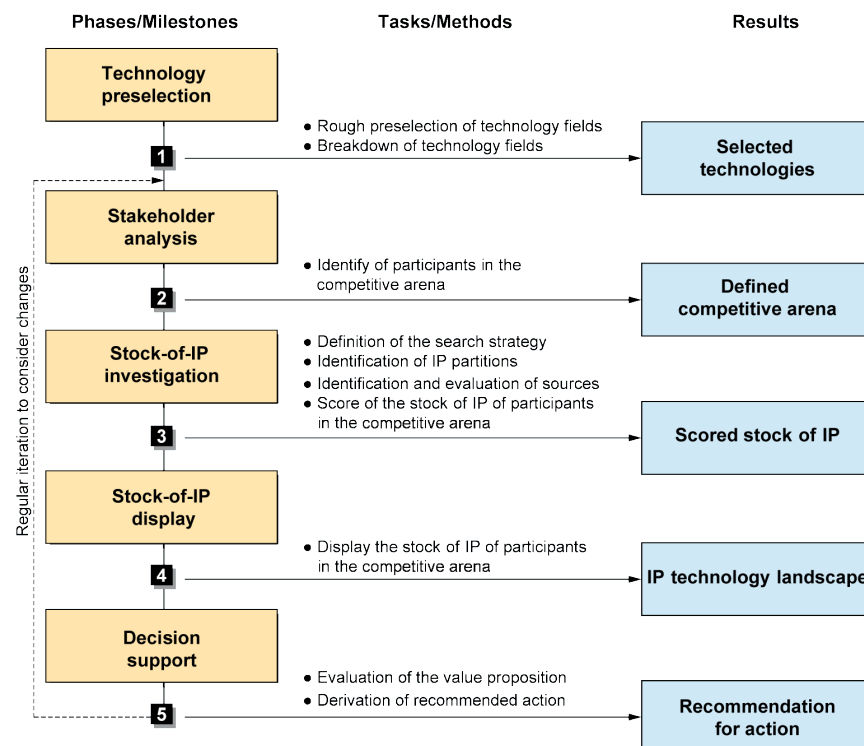 Phases/Milestones
Tasks/Methods
Results
Technology
preselection
● Rough preselection of technology fields
● Breakdown of technology fields
1
Selected
technologies
Stakeholder
analysis
● Identify of participants in the
competitive arena
2
Defined
competitive arena
Stock-of-IP
investigation
● Definition of the search strategy
● Identification of IP partitions
● Identification and evaluation of sources
● Score of the stock of IP of participants
in the competitive arena
3
Scored stock of IP
Stock-of-IP
display
● Display the stock of IP of participants
in the competitive arena
4
IP technology landscape
Decision
support
● Evaluation of the value proposition
● Derivation of recommended action
5
Recommendation
for action
Regular iteration to consider changes